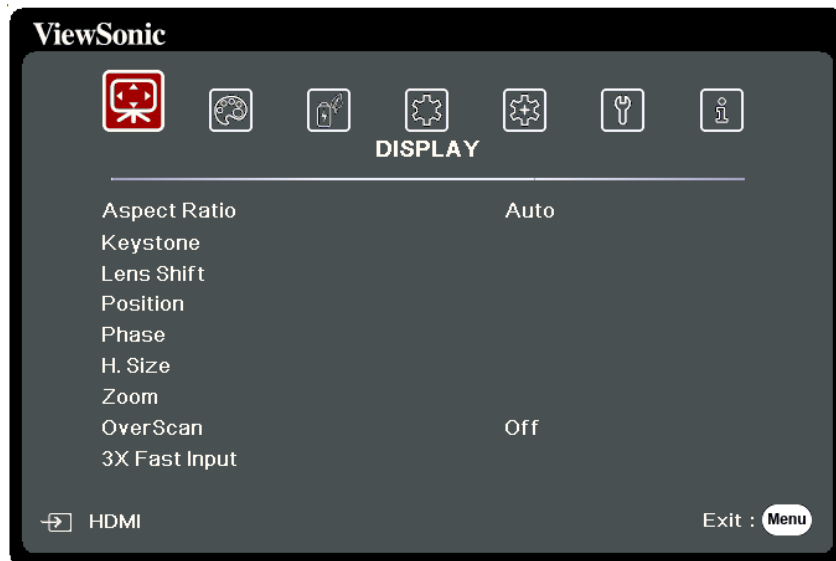 ViewSonic
DISPLAY
Aspect Ratio Auto
Keystone
Lens Shift
Position
Phase
H. Size
Zoom
OverScan Off
3X Fast Input
HDMI Exit : Menu